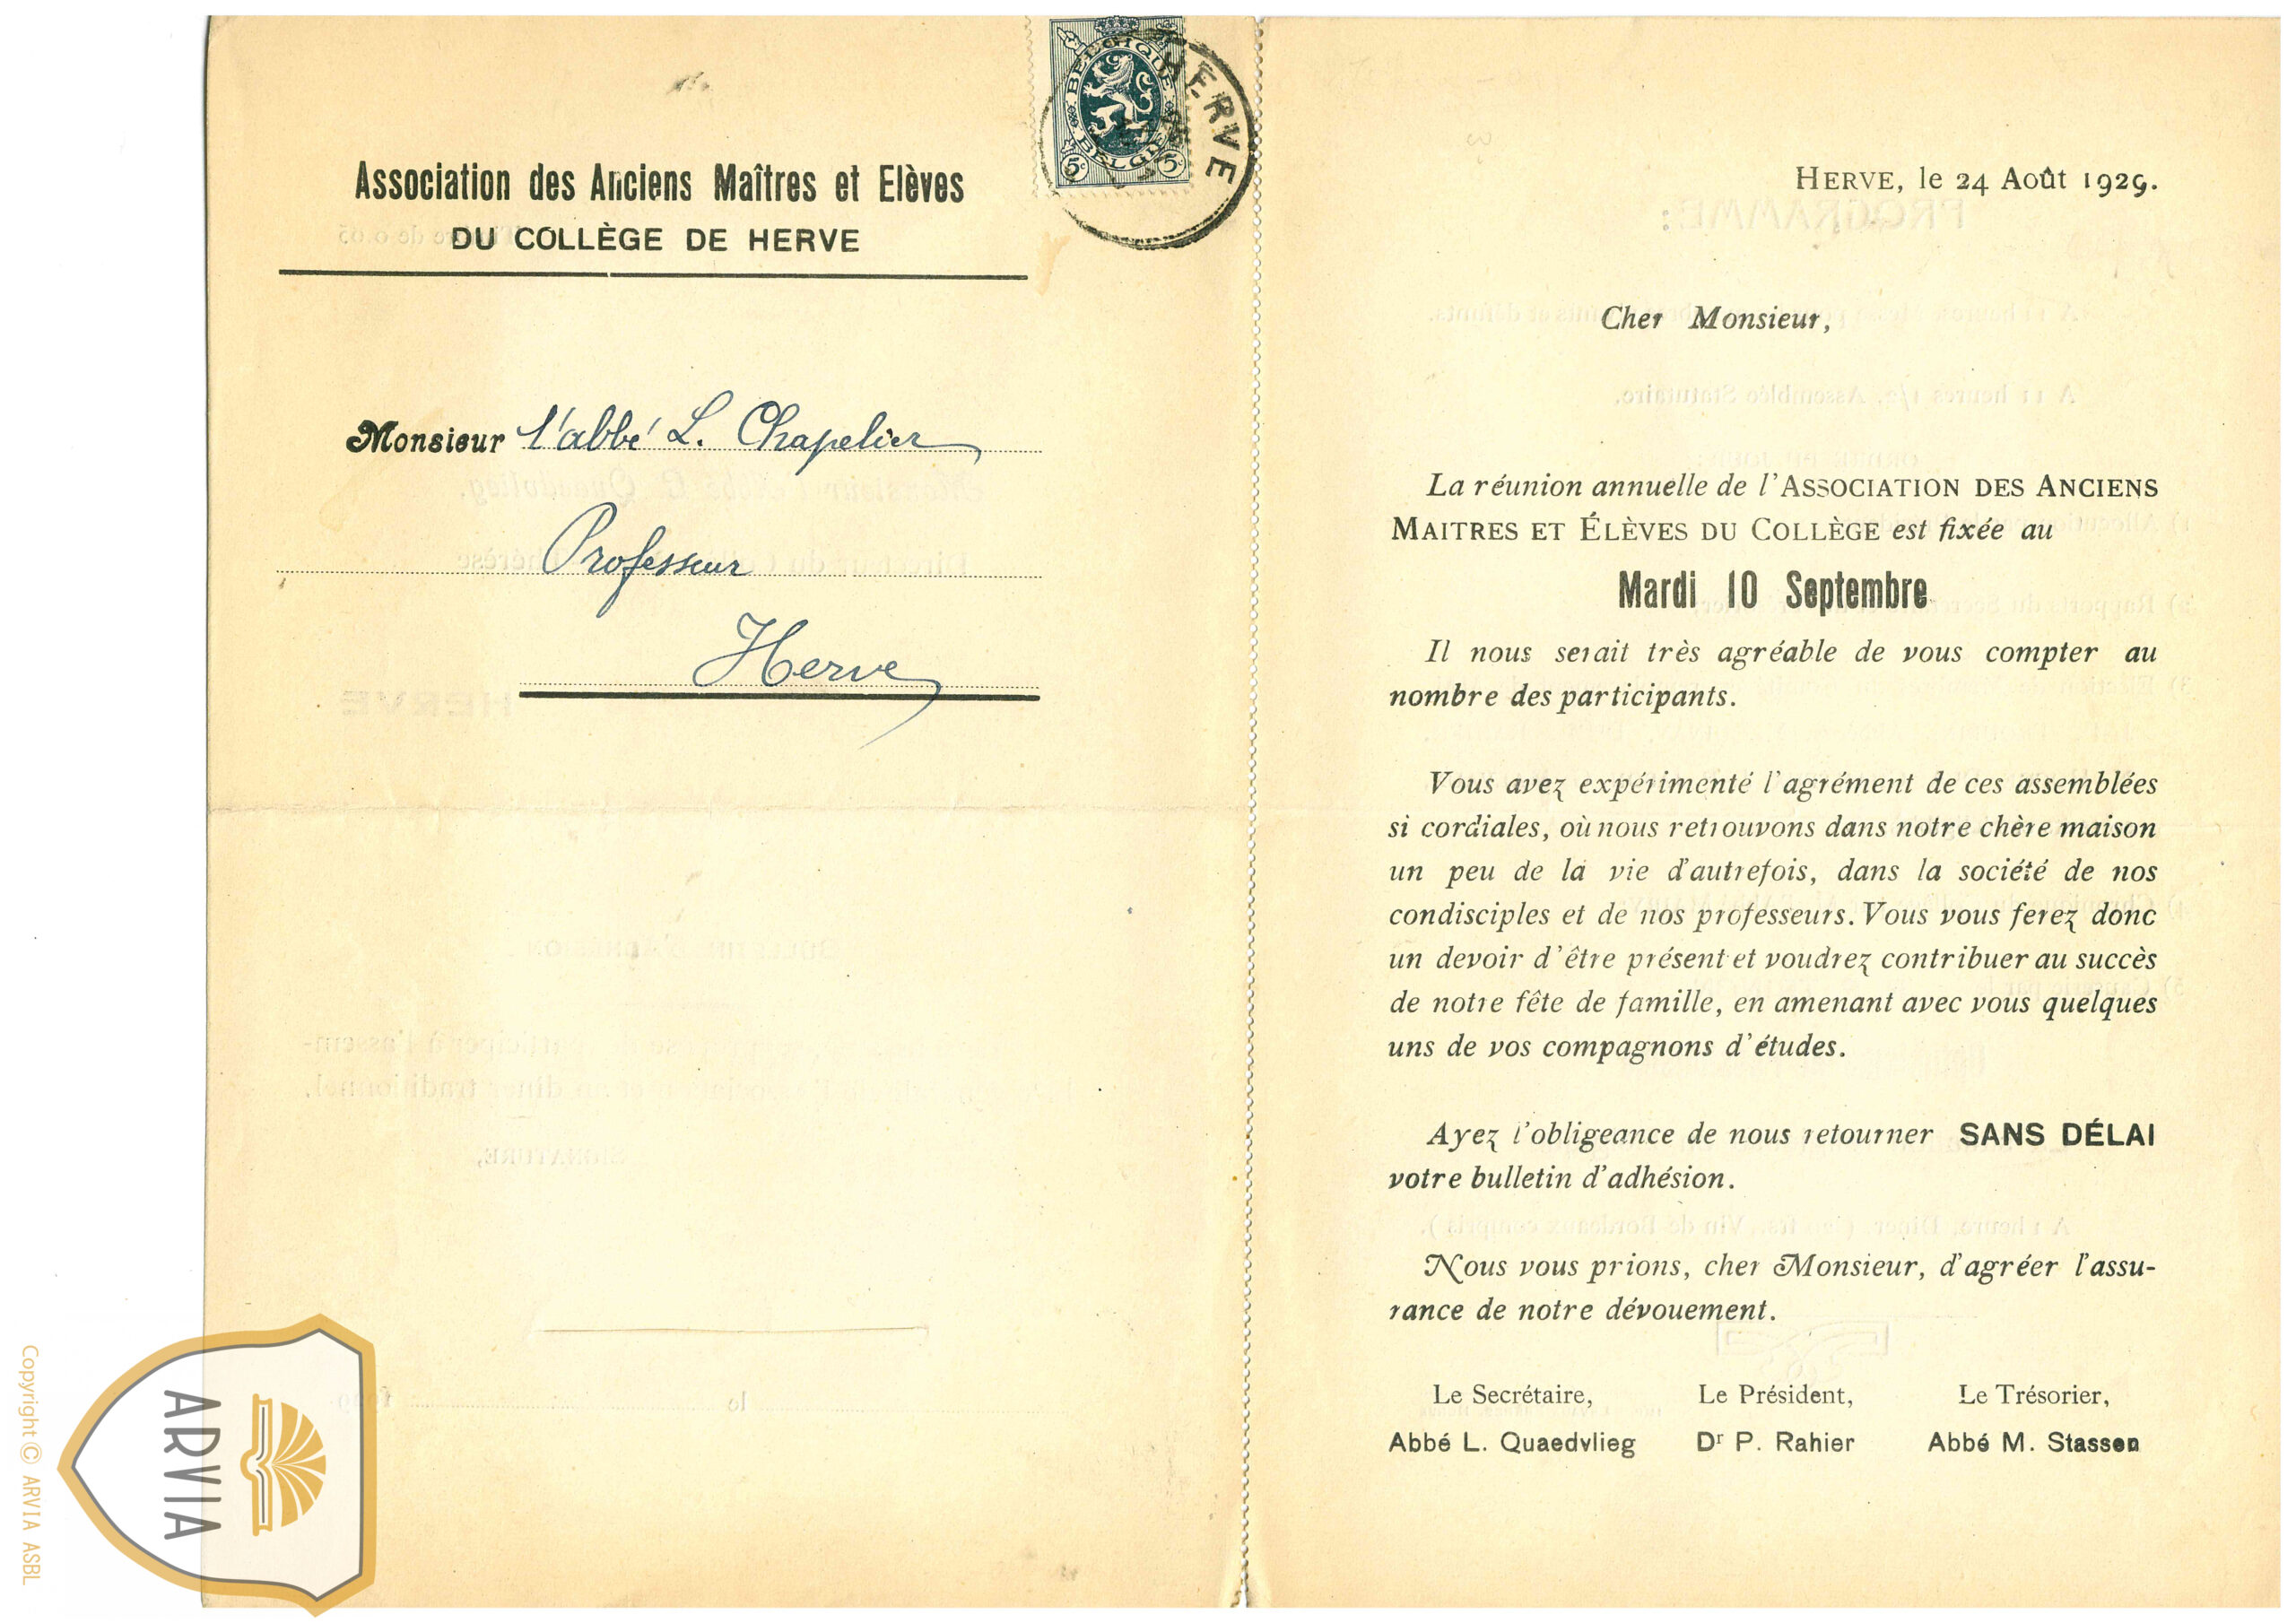 Association des Anciens Maîtres et Elèves
DU COLLÈGE DE HERVE
BELGIQUE
BELGIË
5c 5c
HERVE
Monsieur l'abbé L. Chapelier
Professeur
Herve
HERVE, le 24 Août 1929.
Cher Monsieur,
La réunion annuelle de l'ASSOCIATION DES ANCIENS
MAITRES ET ÉLÈVES DU COLLÈGE est fixée au
Mardi 10 Septembre
Il nous serait très agréable de vous compter au
nombre des participants.
Vous avez expérimenté l'agrément de ces assemblées
si cordiales, où nous retrouvons dans notre chère maison
un peu de la vie d'autrefois, dans la société de nos
condisciples et de nos professeurs. Vous vous ferez donc
un devoir d'être présent et voudrez contribuer au succès
de notre fête de famille, en amenant avec vous quelques
uns de vos compagnons d'études.
Ayez l'obligeance de nous retourner SANS DÉLAI
votre bulletin d'adhésion.
Nous vous prions, cher Monsieur, d'agréer l'assu-
rance de notre dévouement.
Le Secrétaire, Le Président, Le Trésorier,
Abbé L. Quaedvlieg Dr P. Rahier Abbé M. Stassen
ARVIA
Copyright © ARVIA ASBL